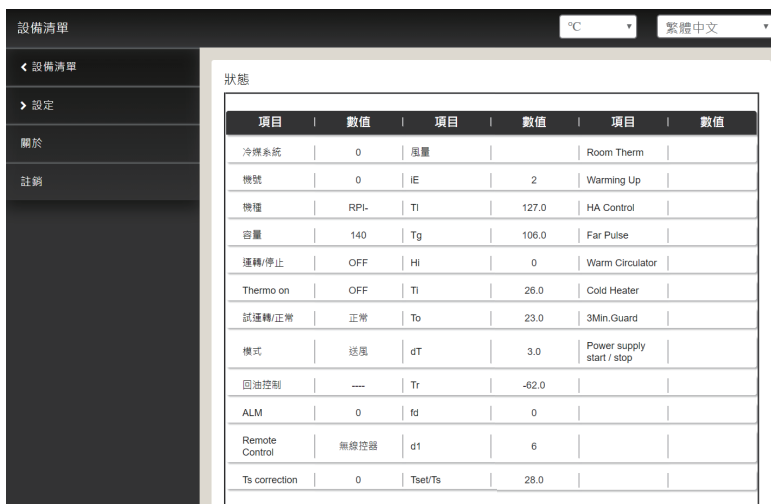 設備清單 ℃ 繁體中文
設備清單
設定
關於
註銷
狀態
項目 數值 項目 數值 項目 數值
冷媒系統 0 風量 Room Therm
機號 0 iE 2 Warming Up
機種 RPI- Tl 127.0 HA Control
容量 140 Tg 106.0 Far Pulse
運轉/停止 OFF Hi 0 Warm Circulator
Thermo on OFF Ti 26.0 Cold Heater
試運轉/正常 正常 To 23.0 3Min.Guard
模式 送風 dT 3.0 Power supply
start / stop
回油控制 ---- Tr -62.0
ALM 0 fd 0
Remote
Control 無線控器 d1 6
Ts correction 0 Tset/Ts 28.0